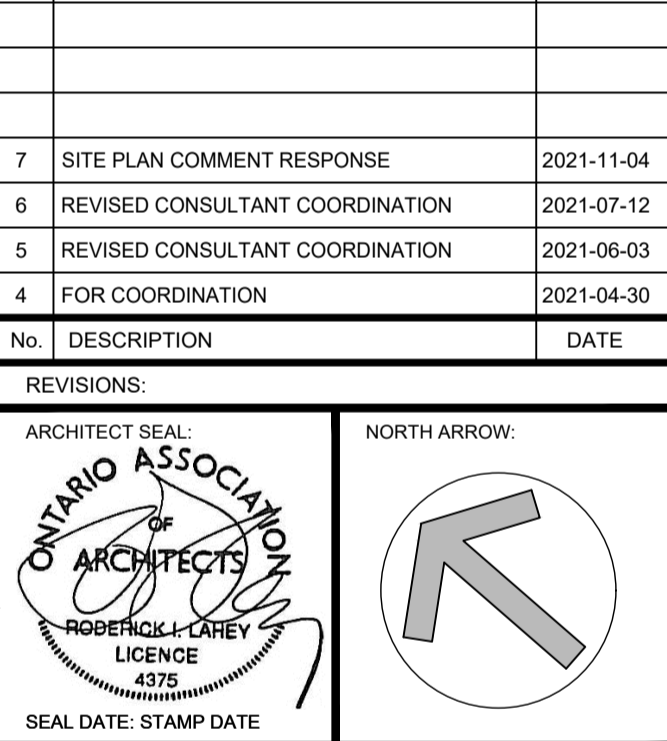 7 SITE PLAN COMMENT RESPONSE 2021-11-04
6 REVISED CONSULTANT COORDINATION 2021-07-12
5 REVISED CONSULTANT COORDINATION 2021-06-03
4 FOR COORDINATION 2021-04-30
No. DESCRIPTION DATE
REVISIONS:
ARCHITECT SEAL:
ONTARIO ASSOCIATION
OF
ARCHITECTS
RODERICK I. LAHEY
LICENCE
4375
SEAL DATE: STAMP DATE
NORTH ARROW: